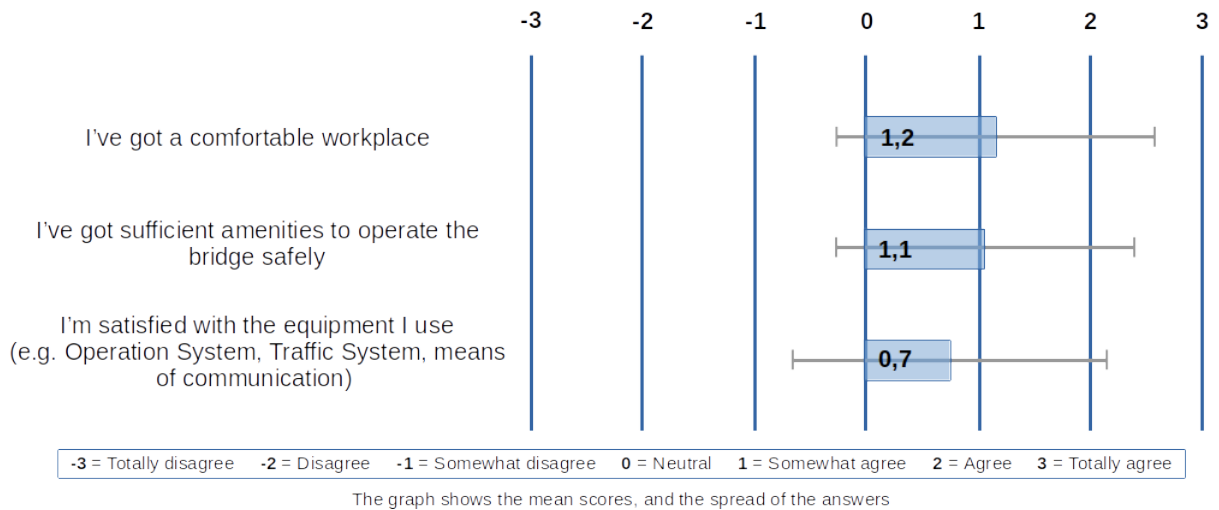 -3 -2 -1 0 1 2 3
I’ve got a comfortable workplace
1,2
I’ve got sufficient amenities to operate the
bridge safely
1,1
I’m satisfied with the equipment I use
(e.g. Operation System, Traffic System, means
of communication)
0,7
-3 = Totally disagree -2 = Disagree -1 = Somewhat disagree 0 = Neutral 1 = Somewhat agree 2 = Agree 3 = Totally agree
The graph shows the mean scores, and the spread of the answers